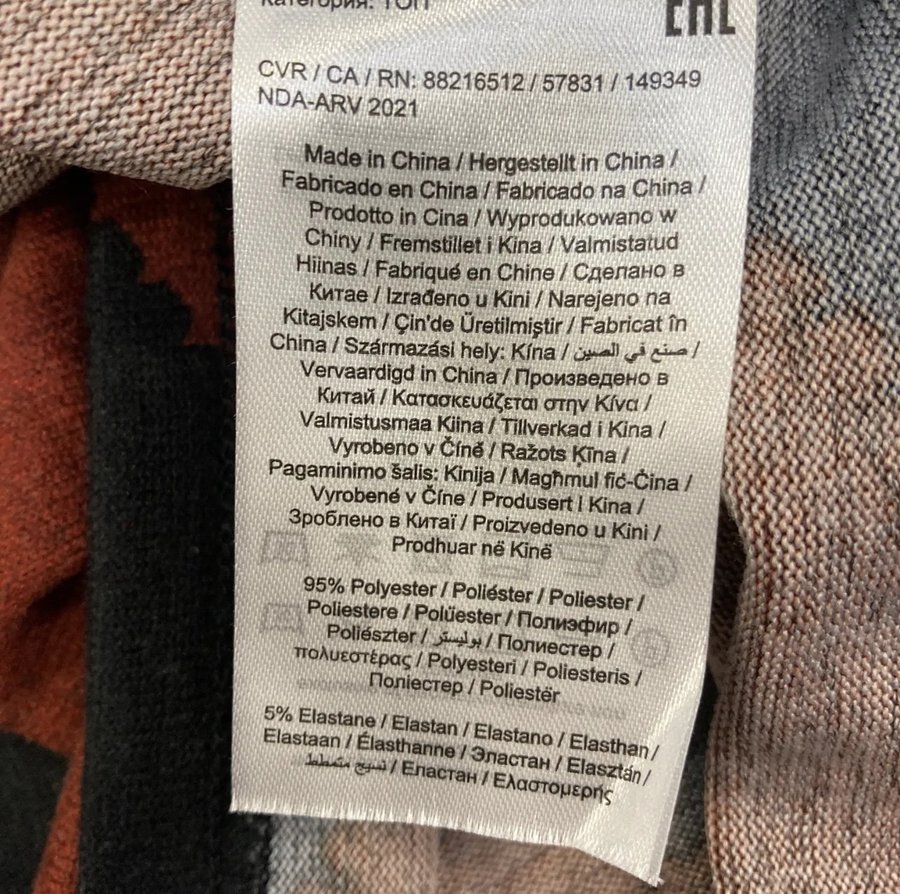 Категория: ТОП
EAC
CVR / CA / RN: 88216512 / 57831 / 149349
NDA-ARV 2021
Made in China / Hergestellt in China /
Fabricado en China / Fabricado na China /
Prodotto in Cina / Wyprodukowano w
Chiny / Fremstillet i Kina / Valmistatud
Hiinas / Fabriqué en Chine / Сделано в
Китае / Izrađeno u Kini / Narejeno na
Kitajskem / Çin'de Üretilmiştir / Fabricat în
China / Származási hely: Kína / صنع في الصين /
Vervaardigd in China / Произведено в
Китай / Κατασκευάζεται στην Κίνα /
Valmistusmaa Kiina / Tillverkad i Kina /
Vyrobeno v Číně / Ražots Ķīna /
Pagaminimo šalis: Kinija / Magħmul fiċ-Ċina /
Vyrobené v Číne / Produsert i Kina /
Зроблено в Китаї / Proizvedeno u Kini /
Prodhuar në Kinë
95% Polyester / Poliéster / Poliester /
Poliestere / Polüester / Полиэфир /
Poliészter / بوليستر / Полиестер /
πολυεστέρας / Polyesteri / Poliesteris /
Поліестер / Poliestër
5% Elastane / Elastan / Elastano / Elasthan /
Elastaan / Élasthanne / Эластан / Elasztán /
نسيج متمطط / Еластан / Ελαστομερής